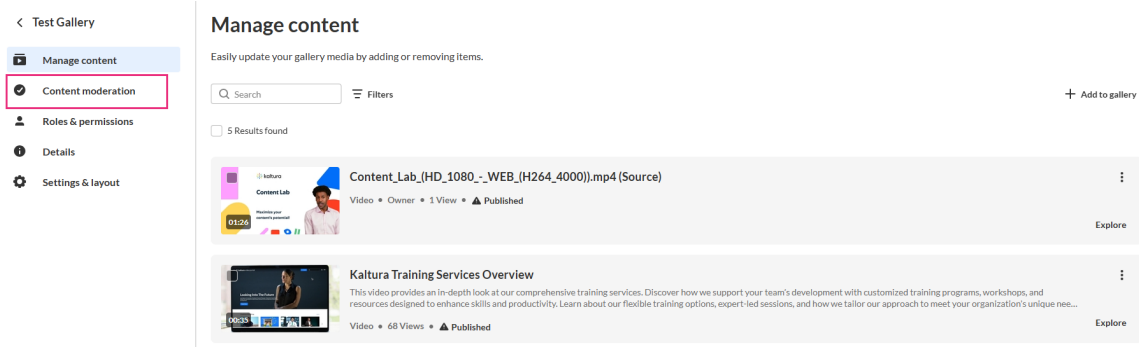 Test Gallery
Manage content
Content moderation
Roles & permissions
Details
Settings & layout
Manage content
Easily update your gallery media by adding or removing items.
Search
Filters
Add to gallery
5 Results found
kaltura
Content Lab
Maximize your
content's potential!
01:26
Content_Lab_(HD_1080_-_WEB_(H264_4000)).mp4 (Source)
Video • Owner • 1 View • Published
Explore
Looking Into The Future
00:35
Kaltura Training Services Overview
This video provides an in-depth look at our comprehensive training services. Discover how we support your team's development with customized training programs, workshops, and
resources designed to enhance skills and productivity. Learn about our flexible training options, expert-led sessions, and how we tailor our approach to meet your organization's unique nee...
Video • 68 Views • Published
Explore